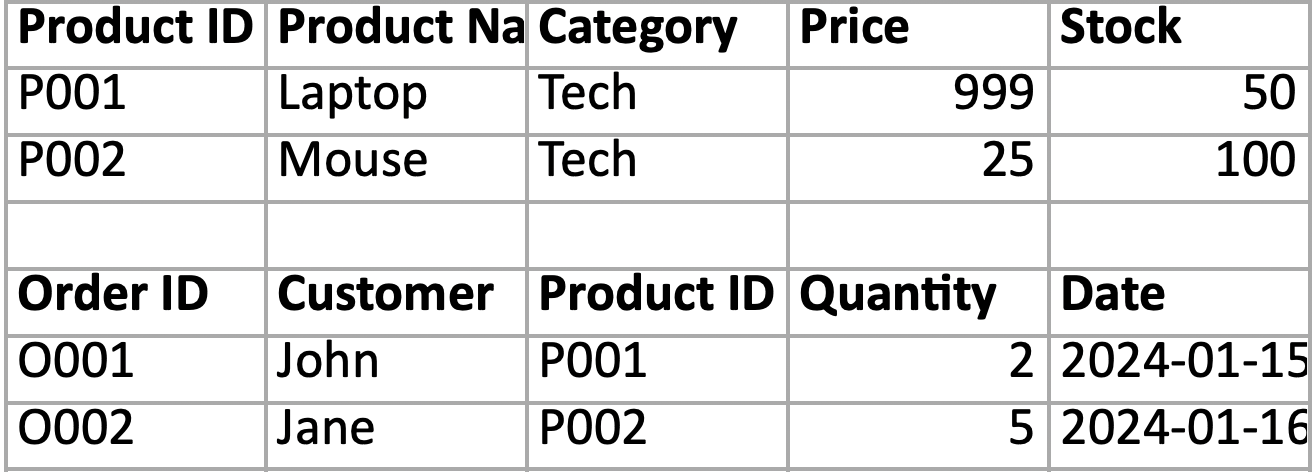 Product ID Product Na Category Price Stock
P001 Laptop Tech 999 50
P002 Mouse Tech 25 100
Order ID Customer Product ID Quantity Date
O001 John P001 2 2024-01-15
O002 Jane P002 5 2024-01-16